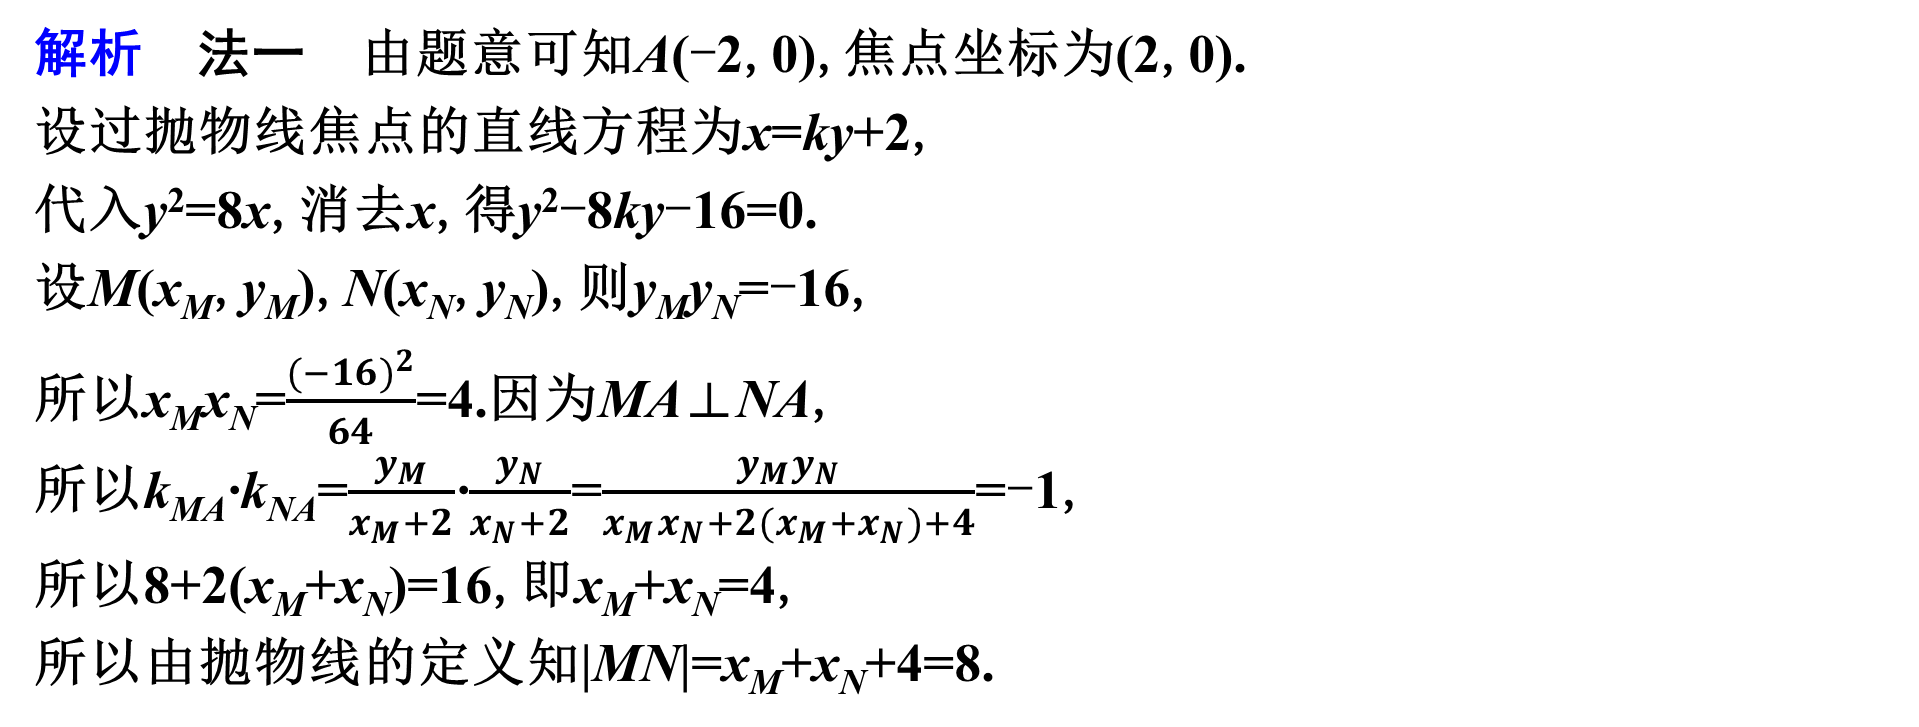 解析 法一 由题意可知A(−2, 0), 焦点坐标为(2, 0).
设过抛物线焦点的直线方程为x=ky+2,
代入y²=8x, 消去x, 得y²−8ky−16=0.
设M(x_M, y_M), N(x_N, y_N), 则y_My_N=−16,
所以x_Mx_N=(−16)²/64=4.因为MA⊥NA,
所以k_MA·k_NA=y_M/(x_M+2)·y_N/(x_N+2)=y_My_N/(x_Mx_N+2(x_M+x_N)+4)=−1,
所以8+2(x_M+x_N)=16, 即x_M+x_N=4,
所以由抛物线的定义知|MN|=x_M+x_N+4=8.